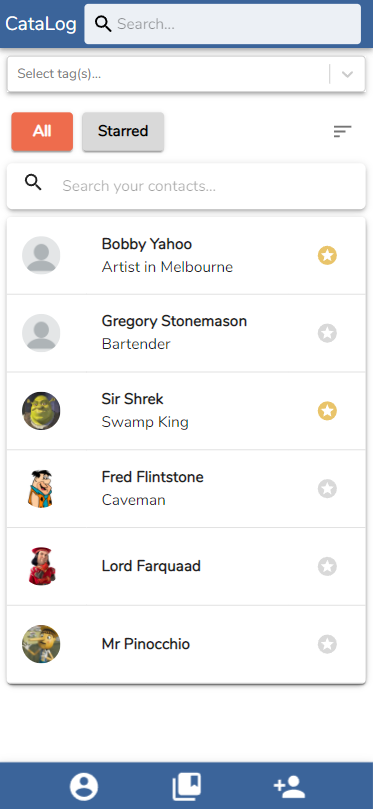 CataLog Search...
Select tag(s)...
All Starred
Search your contacts...
Bobby Yahoo
Artist in Melbourne
Gregory Stonemason
Bartender
Sir Shrek
Swamp King
Fred Flintstone
Caveman
Lord Farquaad
Mr Pinocchio